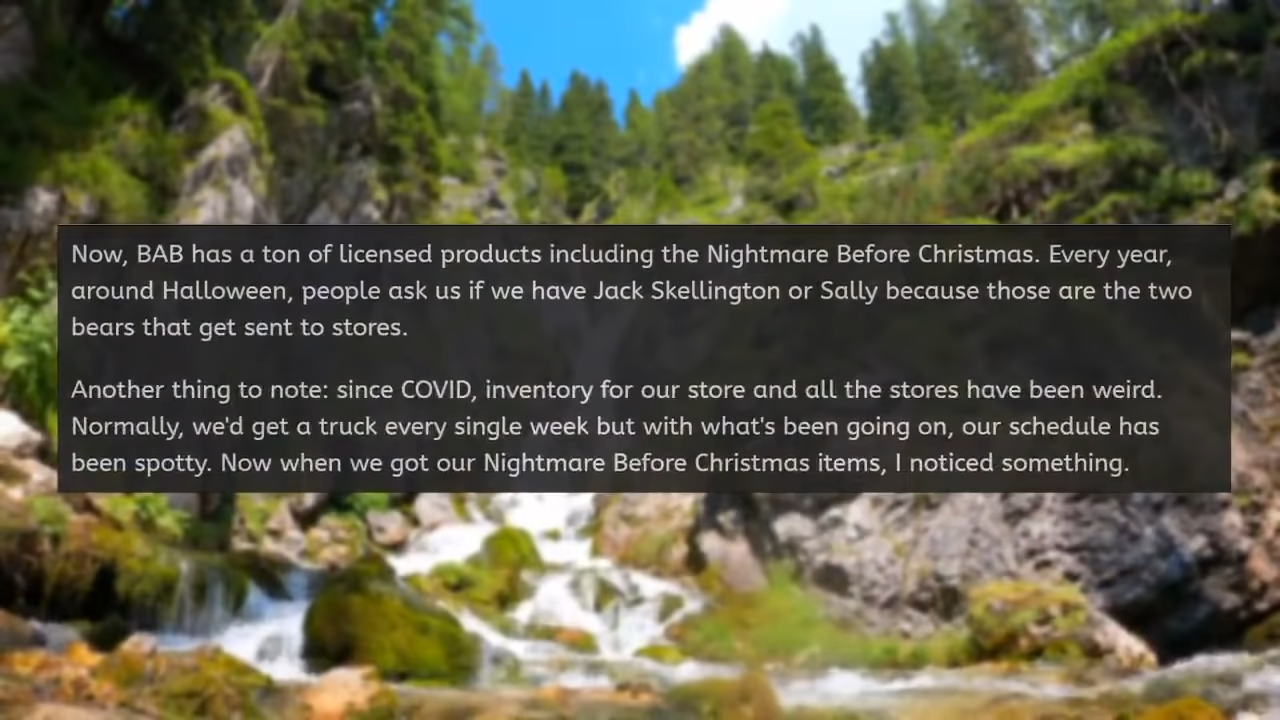 Now, BAB has a ton of licensed products including the Nightmare Before Christmas. Every year,
around Halloween, people ask us if we have Jack Skellington or Sally because those are the two
bears that get sent to stores.
Another thing to note: since COVID, inventory for our store and all the stores have been weird.
Normally, we'd get a truck every single week but with what's been going on, our schedule has
been spotty. Now when we got our Nightmare Before Christmas items, I noticed something.